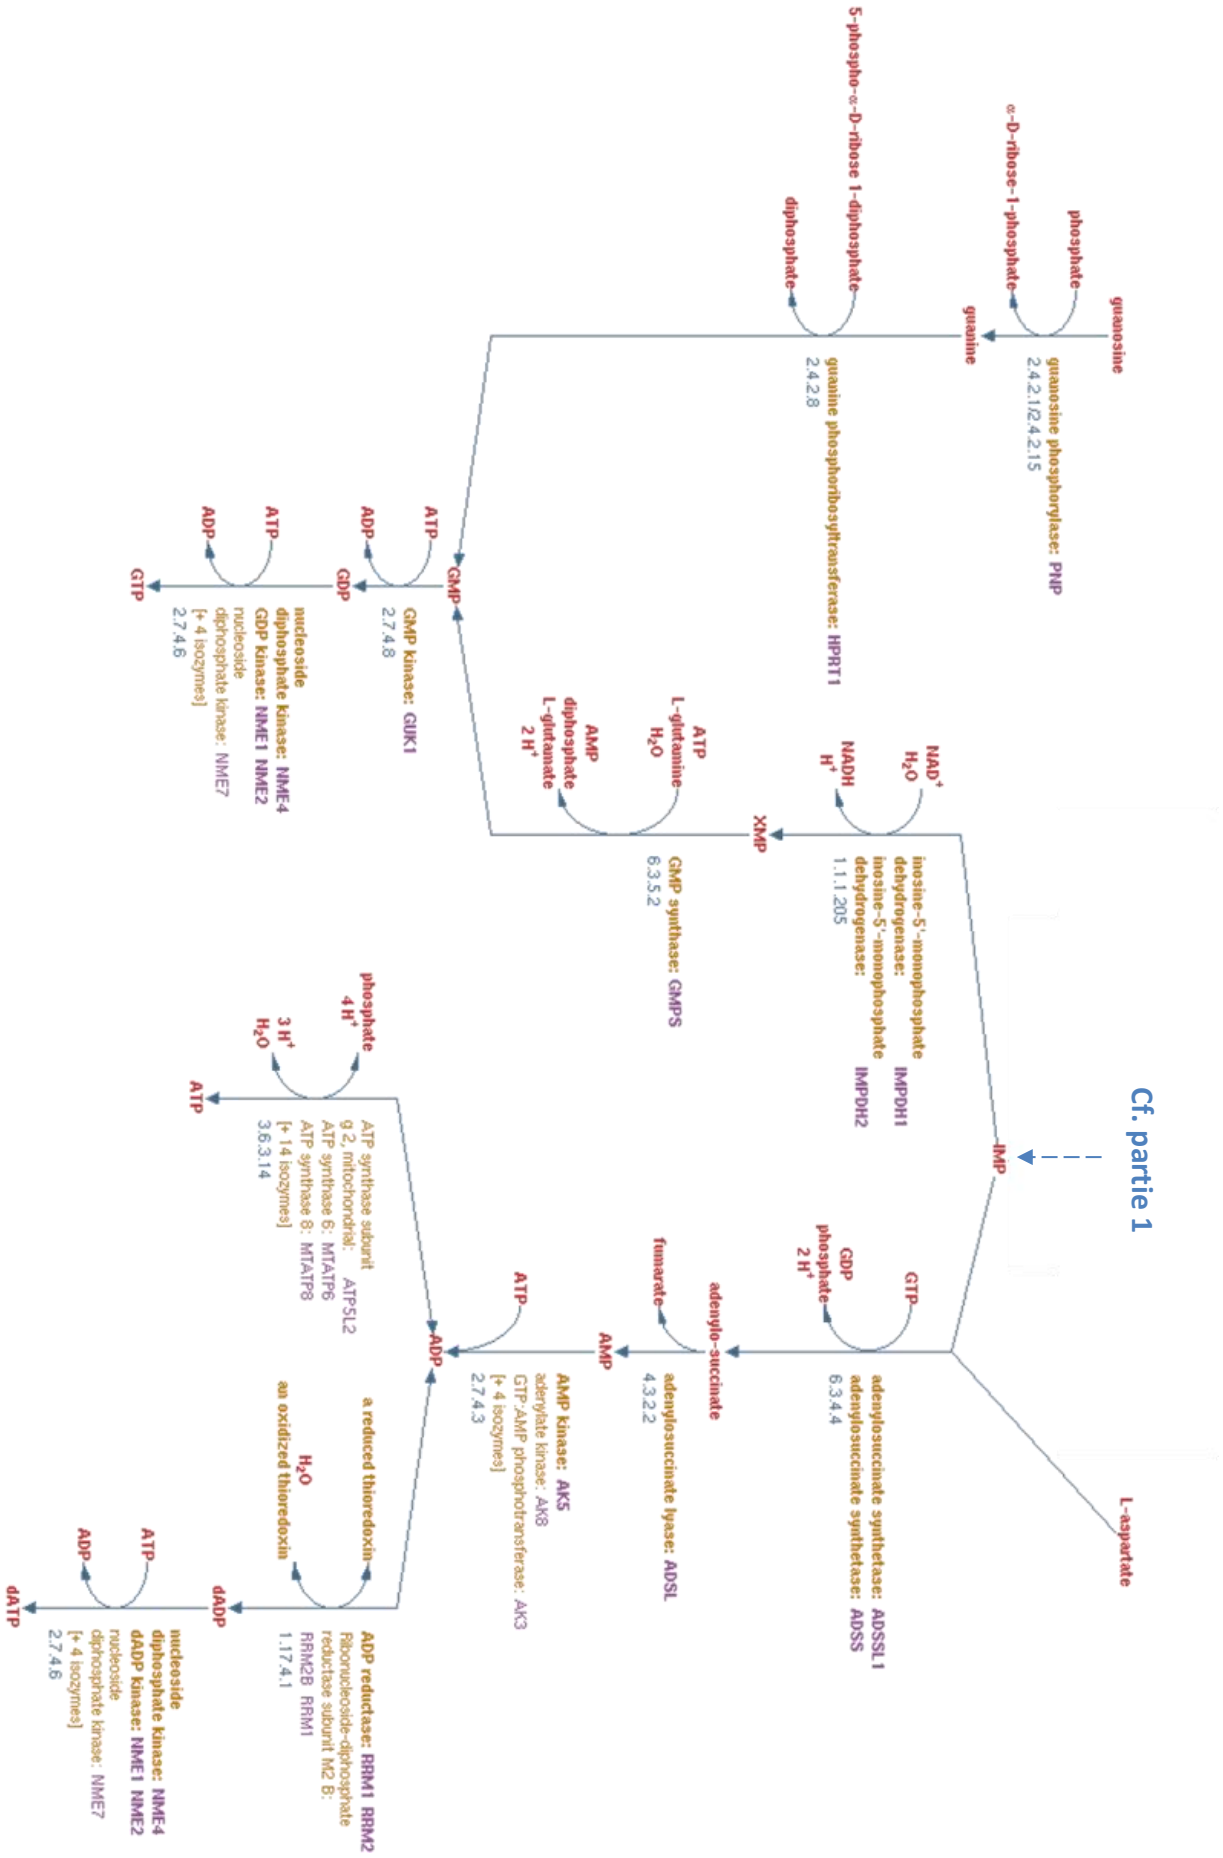 Cf. partie 1
guanosine
phosphate
α-D-ribose-1-phosphate
guanosine phosphorylase: PNP
2.4.2.1/2.4.2.15
guanine
5-phospho-α-D-ribose 1-diphosphate
diphosphate
guanine phosphoribosyltransferase: HPRT1
2.4.2.8
IMP
L-aspartate
NAD+
H2O
NADH
H+
inosine-5'-monophosphate
dehydrogenase: IMPDH1
inosine-5'-monophosphate
dehydrogenase: IMPDH2
1.1.1.205
XMP
ATP
L-glutamine
H2O
AMP
diphosphate
L-glutamate
2 H+
GMP synthase: GMPS
6.3.5.2
GMP
ATP
ADP
GMP kinase: GUK1
2.7.4.8
GDP
ATP
ADP
nucleoside
diphosphate kinase: NME4
GDP kinase: NME1 NME2
nucleoside
diphosphate kinase: NME7
[+ 4 isozymes]
2.7.4.6
GTP
GTP
GDP
phosphate
2 H+
adenylosuccinate synthetase: ADSSL1
adenylosuccinate synthetase: ADSS
6.3.4.4
adenylo-succinate
fumarate
adenylosuccinate lyase: ADSL
4.3.2.2
AMP
ATP
AMP kinase: AK5
adenylate kinase: AK8
GTP:AMP phosphotransferase: AK3
[+ 4 isozymes]
2.7.4.3
ADP
phosphate
4 H+
3 H+
H2O
ATP synthase subunit
g 2, mitochondrial: ATP5L2
ATP synthase 6: MTATP6
ATP synthase 8: MTATP8
[+ 14 isozymes]
3.6.3.14
ATP
a reduced thioredoxin
H2O
an oxidized thioredoxin
ADP reductase: RRM1 RRM2
Ribonucleoside-diphosphate
reductase subunit M2 B:
RRM2B RRM1
1.17.4.1
dADP
ATP
ADP
nucleoside
diphosphate kinase: NME4
dADP kinase: NME1 NME2
nucleoside
diphosphate kinase: NME7
[+ 4 isozymes]
2.7.4.6
dATP